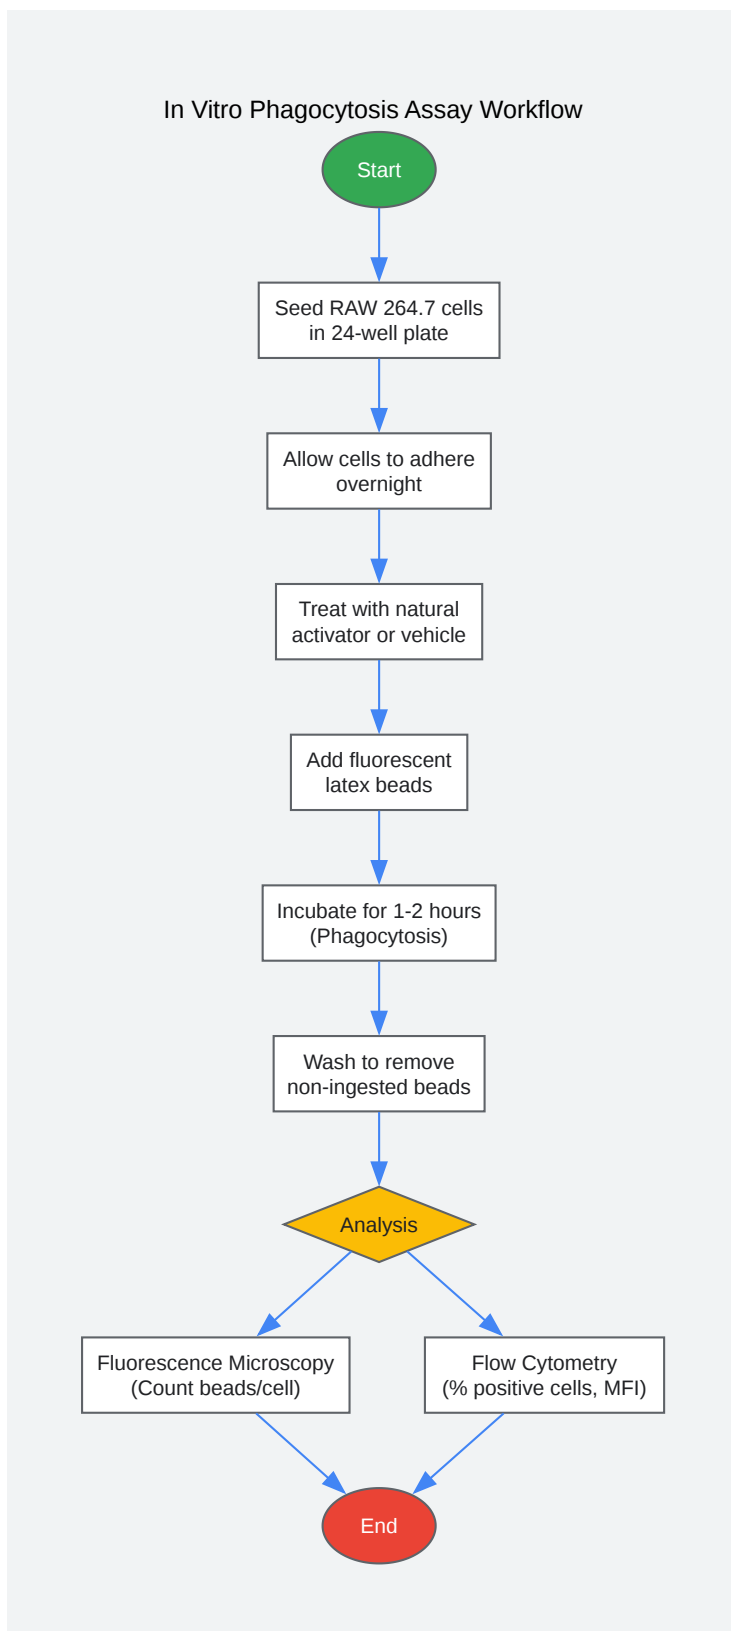 In Vitro Phagocytosis Assay Workflow
Start
Seed RAW 264.7 cells
in 24-well plate
Allow cells to adhere
overnight
Treat with natural
activator or vehicle
Add fluorescent
latex beads
Incubate for 1-2 hours
(Phagocytosis)
Wash to remove
non-ingested beads
Analysis
Fluorescence Microscopy
(Count beads/cell)
Flow Cytometry
(% positive cells, MFI)
End